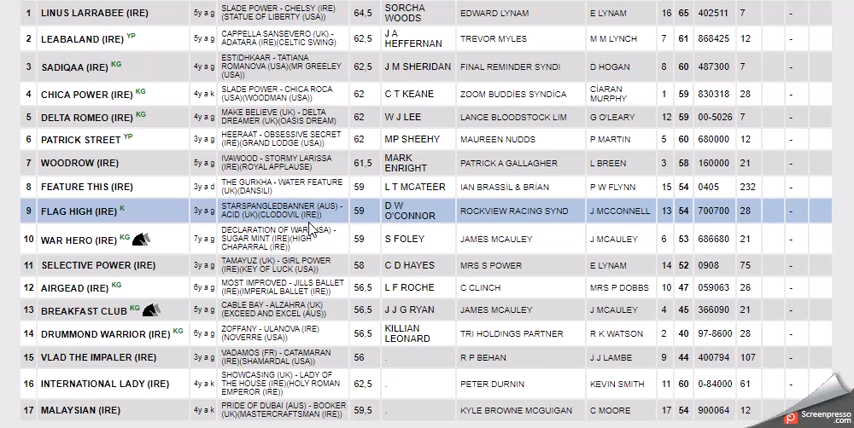 1 LINUS LARRABEE (IRE) 5y a g SLADE POWER - CHELSY (IRE) (STATUE OF LIBERTY (USA)) 64,5 SORCHA WOODS EDWARD LYNAM E LYNAM 16 65 402511 7 -
2 LEABALAND (IRE) YP 5y a g CAPPELLA SANSEVERO (UK) - ADATARA (IRE)(CELTIC SWING) 62,5 J A HEFFERNAN TREVOR MYLES M M LYNCH 7 61 868425 12 -
3 SADIQAA (IRE) KG 4y a g ESTIDHKAAR - TATIANA ROMANOVA (USA)(MR GREELEY (USA)) 62,5 J M SHERIDAN FINAL REMINDER SYNDI D HOGAN 8 60 487300 7 -
4 CHICA POWER (IRE) KG 4y a k SLADE POWER - CHICA ROCA (USA)(WOODMAN (USA)) 62 C T KEANE ZOOM BUDDIES SYNDİCA CİARAN MURPHY 1 59 830318 28 -
5 DELTA ROMEO (IRE) KG 4y a g MAKE BELIEVE (UK) - DELTA DREAMER (UK)(OASIS DREAM) 62 W J LEE LANCE BLOODSTOCK LIM G O'LEARY 12 59 00-5026 7 -
6 PATRICK STREET YP 3y a g HEERAAT - OBSESSIVE SECRET (IRE)(GRAND LODGE (USA)) 62 MP SHEEHY MAUREEN NUDDS P MARTIN 5 60 680000 12 -
7 WOODROW (IRE) 5y a g IVAWOOD - STORMY LARISSA (IRE)(ROYAL APPLAUSE) 61,5 MARK ENRIGHT PATRICK A GALLAGHER L BREEN 3 58 160000 21 -
8 FEATURE THIS (IRE) 3y a d THE GURKHA - WATER FEATURE (UK)(DANSILI) 59 L T MCATEER IAN BRASSİL & BRİAN P W FLYNN 15 54 0405 232 -
9 FLAG HIGH (IRE) K 3y a g STARSPANGLEDBANNER (AUS) - ACID (UK)(CLODOVIL (IRE)) 59 D W O'CONNOR ROCKVIEW RACING SYND J MCCONNELL 13 54 700700 28 -
10 WAR HERO (IRE) KG 7y a g DECLARATION OF WAR (USA) - SUGAR MINT (IRE)(HIGH CHAPARRAL (IRE)) 59 S FOLEY JAMES MCAULEY J MCAULEY 6 53 686680 21 -
11 SELECTIVE POWER (IRE) 3y a g TAMAYUZ (UK) - GIRL POWER (IRE)(KEY OF LUCK (USA)) 58 C D HAYES MRS S POWER E LYNAM 14 52 0908 75 -
12 AIRGEAD (IRE) KG 6y a g MOST IMPROVED - JILLS BALLET (IRE)(IMPERIAL BALLET (IRE)) 56,5 L F ROCHE C CLINCH MRS P DOBBS 10 47 059063 26 -
13 BREAKFAST CLUB KG 5y a g CABLE BAY - ALZAHRA (UK) (EXCEED AND EXCEL (AUS)) 56,5 J J G RYAN JAMES MCAULEY J MCAULEY 4 45 366090 21 -
14 DRUMMOND WARRIOR (IRE) KG 6y a g ZOFFANY - ULANOVA (IRE) (NOVERRE (USA)) 56,5 KILLIAN LEONARD TRI HOLDINGS PARTNER R K WATSON 2 40 97-8600 28 -
15 VLAD THE IMPALER (IRE) 3y a g VADAMOS (FR) - CATAMARAN (IRE)(SHAMARDAL (USA)) 56 . R P BEHAN J J LAMBE 9 44 400794 107 -
16 INTERNATIONAL LADY (IRE) 4y a k SHOWCASING (UK) - LADY OF THE HOUSE (IRE)(HOLY ROMAN EMPEROR (IRE)) 62,5 . PETER DURNIN KEVIN SMITH 11 60 0-84000 61 -
17 MALAYSIAN (IRE) 4y a k PRIDE OF DUBAI (AUS) - BOOKER (UK)(MASTERCRAFTSMAN (IRE)) 59,5 . KYLE BROWNE MCGUIGAN C MOORE 17 54 900064 12 -
Screenpresso
.com